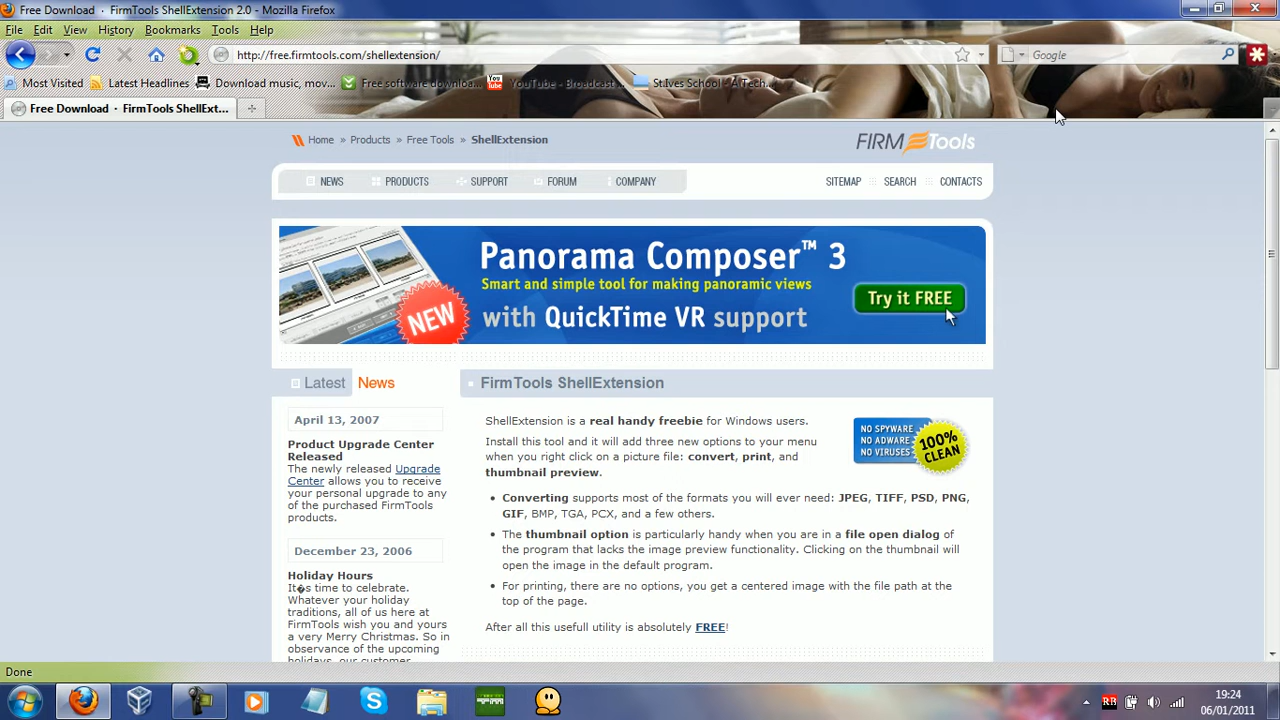 Free Download · FirmTools ShellExtension 2.0 - Mozilla Firefox
File Edit View History Bookmarks Tools Help
http://free.firmtools.com/shellextension/
Google
Most Visited Latest Headlines Download music, mov... Free software downloa... YouTube - Broadcast ... St.Ives School - A Tech...
Free Download · FirmTools ShellExt...
Home » Products » Free Tools » ShellExtension
FIRM Tools
NEWS PRODUCTS SUPPORT FORUM COMPANY SITEMAP SEARCH CONTACTS
Panorama Composer™ 3
Smart and simple tool for making panoramic views
with QuickTime VR support
NEW
Try it FREE
Latest News
April 13, 2007
Product Upgrade Center
Released
The newly released Upgrade
Center allows you to receive
your personal upgrade to any
of the purchased FirmTools
products.
December 23, 2006
Holiday Hours
It�s time to celebrate.
Whatever your holiday
traditions, all of us here at
FirmTools wish you and yours
a very Merry Christmas. So in
observance of the upcoming
holidays, our customer
FirmTools ShellExtension
ShellExtension is a real handy freebie for Windows users.
Install this tool and it will add three new options to your menu
when you right click on a picture file: convert, print, and
thumbnail preview.
NO SPYWARE
NO ADWARE
NO VIRUSES
100%
CLEAN
• Converting supports most of the formats you will ever need: JPEG, TIFF, PSD, PNG,
GIF, BMP, TGA, PCX, and a few others.
• The thumbnail option is particularly handy when you are in a file open dialog of
the program that lacks the image preview functionality. Clicking on the thumbnail will
open the image in the default program.
• For printing, there are no options, you get a centered image with the file path at the
top of the page.
After all this usefull utility is absolutely FREE!
Done
RB
19:24
06/01/2011